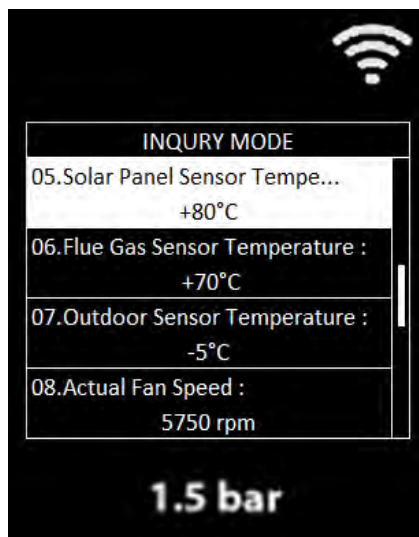 INQURY MODE
05.Solar Panel Sensor Tempe...
+80°C
06.Flue Gas Sensor Temperature :
+70°C
07.Outdoor Sensor Temperature :
-5°C
08.Actual Fan Speed :
5750 rpm
1.5 bar